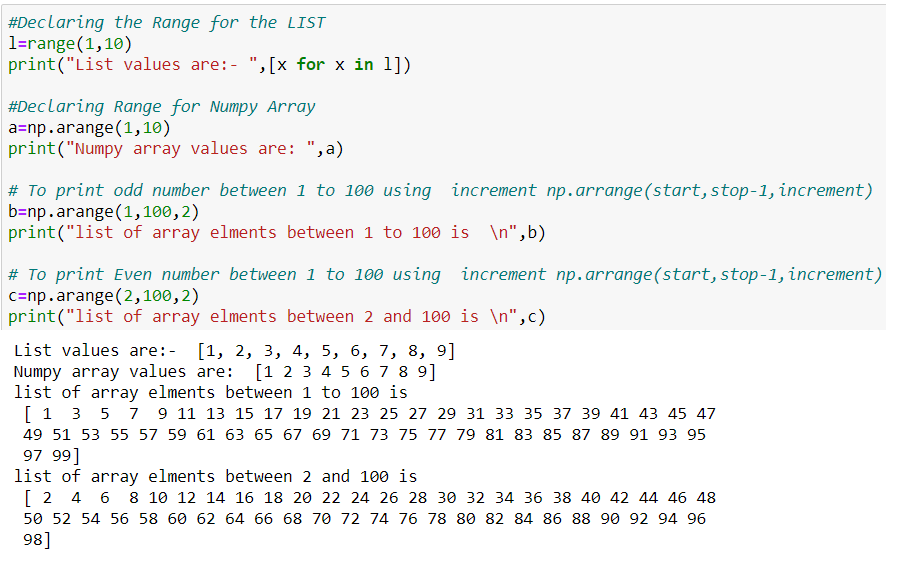 #Declaring the Range for the LIST
l=range(1,10)
print("List values are:- ",[x for x in l])
#Declaring Range for Numpy Array
a=np.arange(1,10)
print("Numpy array values are: ",a)
# To print odd number between 1 to 100 using  increment np.arrange(start,stop-1,increment)
b=np.arange(1,100,2)
print("list of array elments between 1 to 100 is  \n",b)
# To print Even number between 1 to 100 using  increment np.arrange(start,stop-1,increment)
c=np.arange(2,100,2)
print("list of array elments between 2 and 100 is \n",c)
List values are:-  [1, 2, 3, 4, 5, 6, 7, 8, 9]
Numpy array values are:  [1 2 3 4 5 6 7 8 9]
list of array elments between 1 to 100 is
 [ 1  3  5  7  9 11 13 15 17 19 21 23 25 27 29 31 33 35 37 39 41 43 45 47
 49 51 53 55 57 59 61 63 65 67 69 71 73 75 77 79 81 83 85 87 89 91 93 95
 97 99]
list of array elments between 2 and 100 is
 [ 2  4  6  8 10 12 14 16 18 20 22 24 26 28 30 32 34 36 38 40 42 44 46 48
 50 52 54 56 58 60 62 64 66 68 70 72 74 76 78 80 82 84 86 88 90 92 94 96
 98]